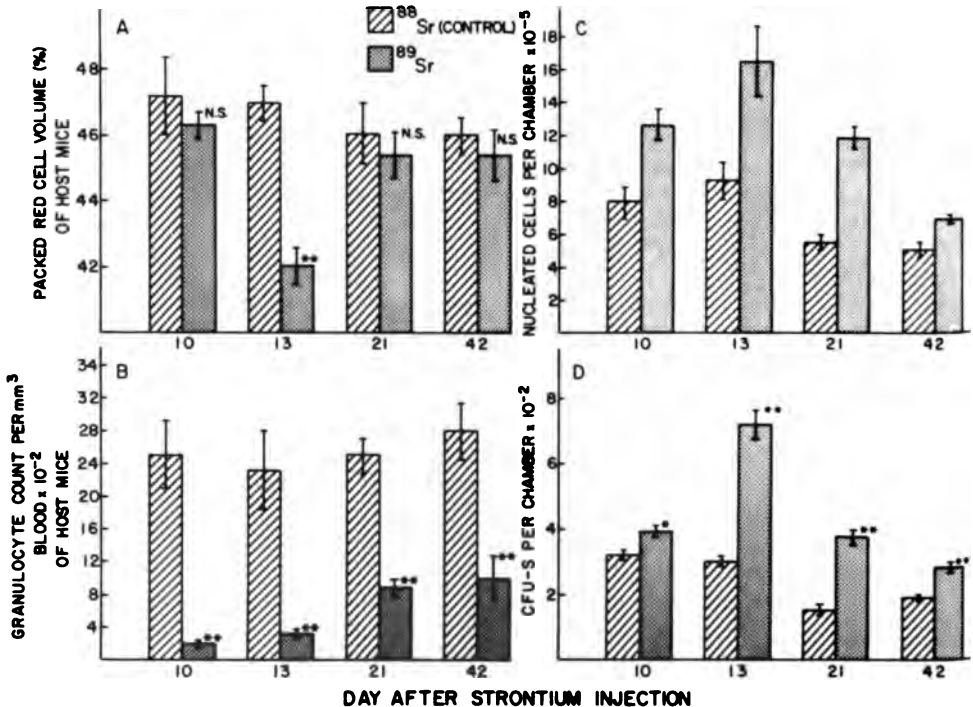 A
88Sr (CONTROL)
89Sr
PACKED RED CELL VOLUME (%)
OF HOST MICE
48
46
44
42
N.S.
**
N.S.
N.S.
10 13 21 42
B
GRANULOCYTE COUNT PER mm3
BLOOD x 10-2
OF HOST MICE
28
24
20
16
12
8
4
**
**
**
**
10 13 21 42
C
NUCLEATED CELLS PER CHAMBER x 10-5
18
16
14
12
10
8
6
4
2
10 13 21 42
D
CFU-S PER CHAMBER x 10-2
8
6
4
2
*
**
**
**
10 13 21 42
DAY AFTER STRONTIUM INJECTION